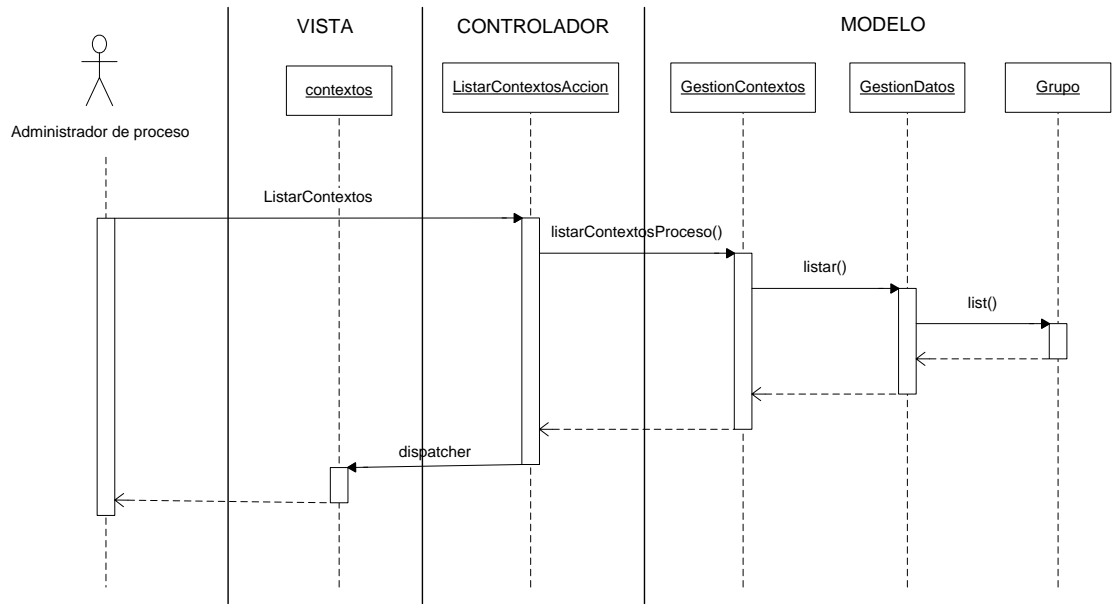 VISTA
CONTROLADOR
MODELO
contextos
ListarContextosAccion
GestionContextos
GestionDatos
Grupo
Administrador de proceso
ListarContextos
listarContextosProceso()
listar()
list()
dispatcher